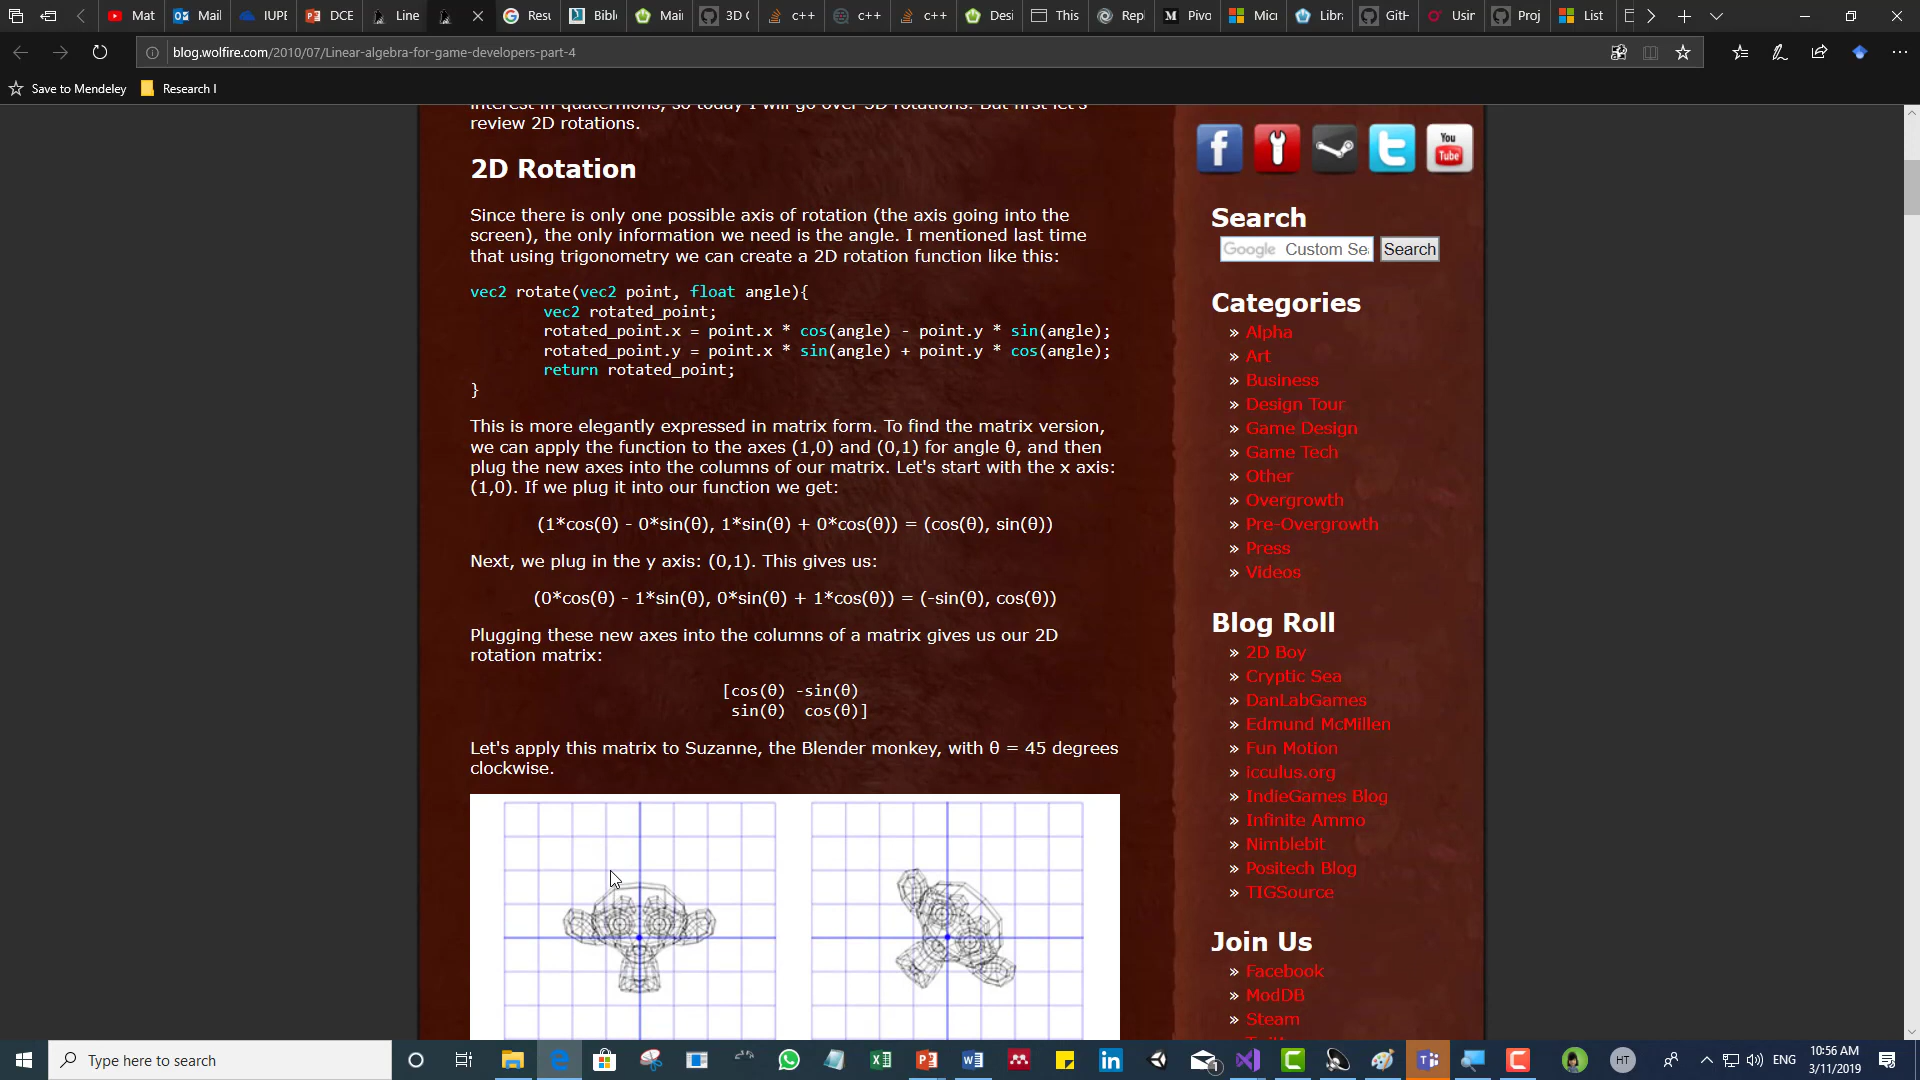 Mat
Mail
IUPE
DCE
Line
Resu
Bibl
Mair
3D C
c++
c++
c++
Desi
This
Repl
Pivo
Micr
Libra
GitH
Usin
Proj
List
blog.wolfire.com/2010/07/Linear-algebra-for-game-developers-part-4
Save to Mendeley
Research I
interest in quaternions, so today I will go over 3D rotations. But first let's
review 2D rotations.
2D Rotation
Since there is only one possible axis of rotation (the axis going into the
screen), the only information we need is the angle. I mentioned last time
that using trigonometry we can create a 2D rotation function like this:
vec2 rotate(vec2 point, float angle){
vec2 rotated_point;
rotated_point.x = point.x * cos(angle) - point.y * sin(angle);
rotated_point.y = point.x * sin(angle) + point.y * cos(angle);
return rotated_point;
}
This is more elegantly expressed in matrix form. To find the matrix version,
we can apply the function to the axes (1,0) and (0,1) for angle θ, and then
plug the new axes into the columns of our matrix. Let's start with the x axis:
(1,0). If we plug it into our function we get:
(1*cos(θ) - 0*sin(θ), 1*sin(θ) + 0*cos(θ)) = (cos(θ), sin(θ))
Next, we plug in the y axis: (0,1). This gives us:
(0*cos(θ) - 1*sin(θ), 0*sin(θ) + 1*cos(θ)) = (-sin(θ), cos(θ))
Plugging these new axes into the columns of a matrix gives us our 2D
rotation matrix:
[cos(θ) -sin(θ)
sin(θ) cos(θ)]
Let's apply this matrix to Suzanne, the Blender monkey, with θ = 45 degrees
clockwise.
You
Tube
Search
Google Custom Se
Search
Categories
» Alpha
» Art
» Business
» Design Tour
» Game Design
» Game Tech
» Other
» Overgrowth
» Pre-Overgrowth
» Press
» Videos
Blog Roll
» 2D Boy
» Cryptic Sea
» DanLabGames
» Edmund McMillen
» Fun Motion
» icculus.org
» IndieGames Blog
» Infinite Ammo
» Nimblebit
» Positech Blog
» TIGSource
Join Us
» Facebook
» ModDB
» Steam
Type here to search
HT
ENG
10:56 AM
3/11/2019